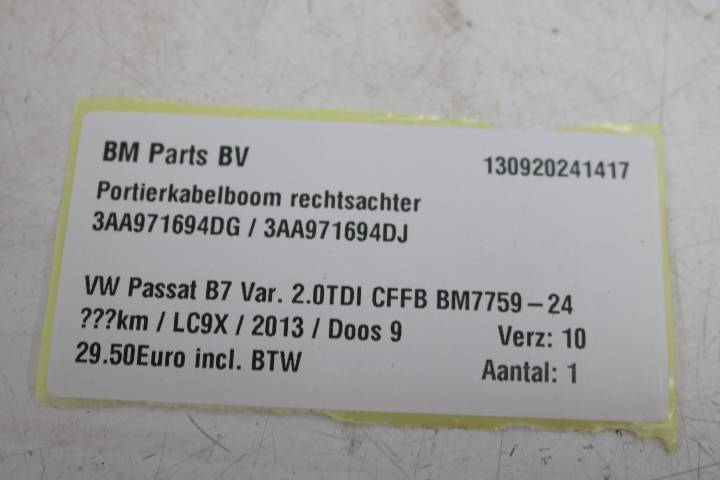 BM Parts BV 130920241417
Portierkabelboom rechtsachter
3AA971694DG / 3AA971694DJ
VW Passat B7 Var. 2.0TDI CFFB BM7759-24
???km / LC9X / 2013 / Doos 9 Verz: 10
29.50Euro incl. BTW Aantal: 1